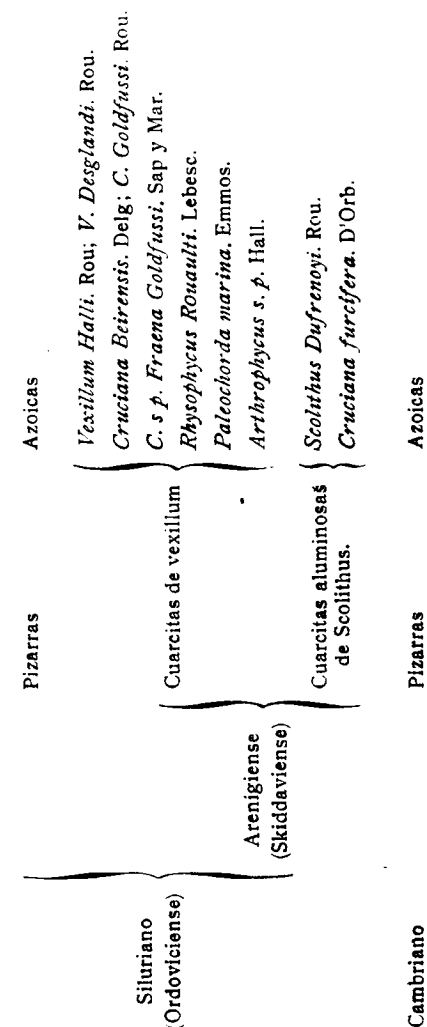 Pizarras Azoicas
Siluriano
(Ordoviciense)
Arenigiense
(Skiddaviense)
Cuarcitas de vexillum
Vexillum Halli. Rou; V. Desglandi. Rou.
Cruciana Beirensis. Delg; C. Goldfussi. Rou.
C. s p. Fraena Goldfussi. Sap y Mar.
Rhysophycus Rouaulti. Lebesc.
Paleochorda marina. Emmos.
Arthrophycus s. p. Hall.
Cuarcitas aluminosas
de Scolithus.
Scolithus Dufrenoyi. Rou.
Cruciana furcifera. D'Orb.
Cambriano Pizarras Azoicas